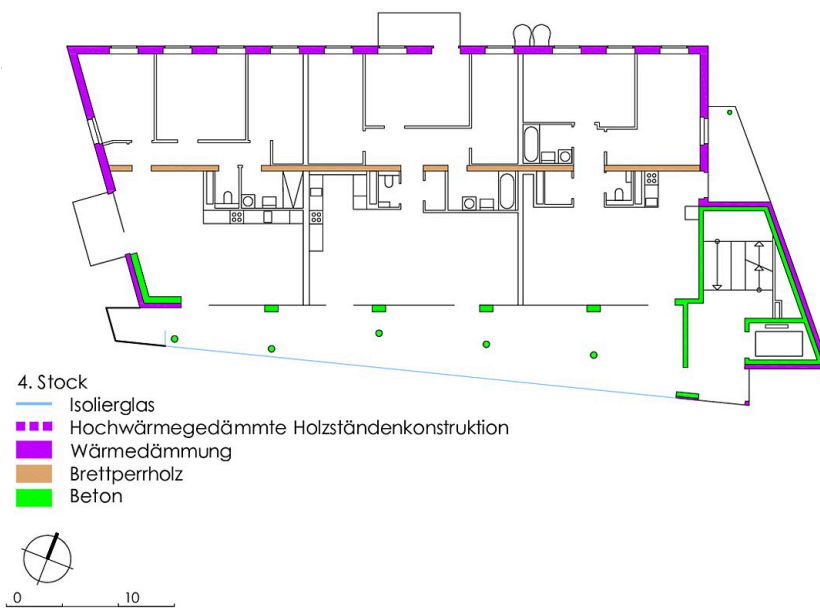 4. Stock
Isolierglas
Hochwärmegedämmte Holzständenkonstruktion
Wärmedämmung
Brettperrholz
Beton
0 10